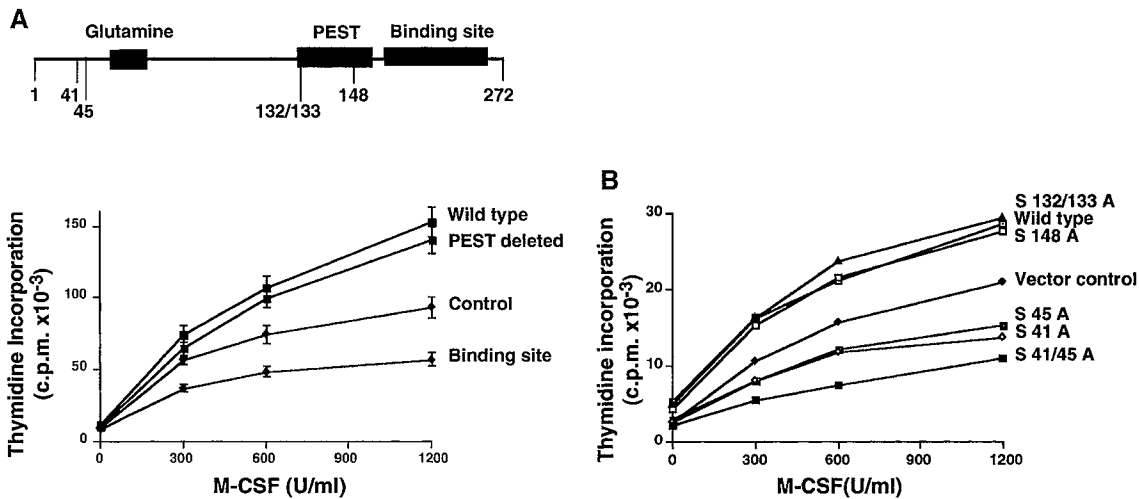 A
Glutamine PEST Binding site
1 41 45 132/133 148 272
Thymidine Incorporation
(c.p.m. x10-3)
150
100
50
0
0 300 600 900 1200
M-CSF (U/ml)
Wild type
PEST deleted
Control
Binding site
B
Thymidine incorporation
(c.p.m. x10-3)
30
20
10
0
0 300 600 900 1200
M-CSF(U/ml)
S 132/133 A
Wild type
S 148 A
Vector control
S 45 A
S 41 A
S 41/45 A